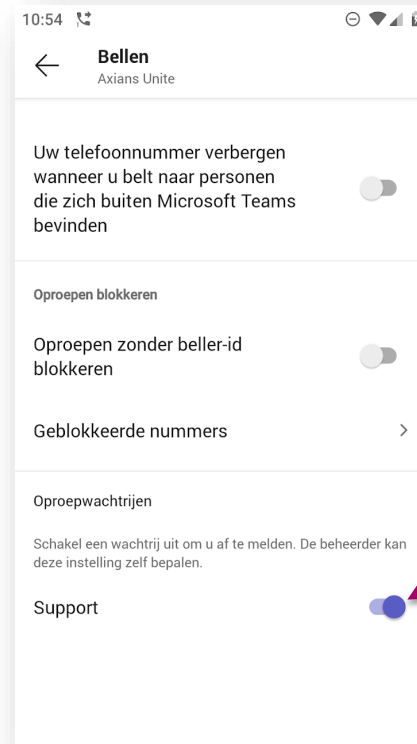 10:54
Bellen
Axians Unite
Uw telefoonnummer verbergen
wanneer u belt naar personen
die zich buiten Microsoft Teams
bevinden
Oproepen blokkeren
Oproepen zonder beller-id
blokkeren
Geblokkeerde nummers
Oproepwachtrijen
Schakel een wachtrij uit om u af te melden. De beheerder kan
deze instelling zelf bepalen.
Support